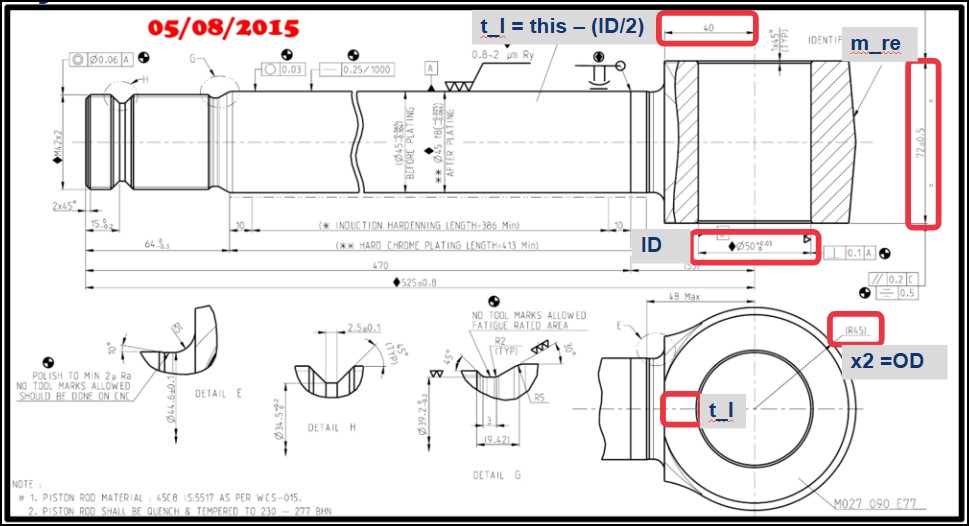 05/08/2015
t_l = this – (ID/2)
40
1x45°
(TYP)
IDENTIF
m_re
Ø0.06 A
H
G
0.03
0.25/1000
A
0.8–2 µm Ry
M42x2
(Ø45
BEFORE PLATING
** Ø45 f8
AFTER PLATING
72±0.5
2x45°
15
10
(* INDUCTION HARDENNING LENGTH=386 Min)
10
64
(** HARD CHROME PLATING LENGTH=413 Min)
ID
Ø50
0.1 A
470
(55)
525±0.8
0.2 C
0.5
48 Max
E
(R45)
x2 =OD
t_l
10°
POLISH TO MIN 2µ Ra
NO TOOL MARKS ALLOWED
SHOULD BE DONE ON CNC
Ø44.6±0.1
DETAIL E
2.5±0.1
45°
(TYP)
Ø34.5
DETAIL H
NO TOOL MARKS ALLOWED
FATIGUE RATED AREA
R2
(TYP)
45°
30°
R5
Ø39.2
3
(9.42)
DETAIL G
NOTE :
# 1. PISTON ROD MATERIAL : 45C8 IS:5517 AS PER WCS–015.
2. PISTON ROD SHALL BE QUENCH & TEMPERED TO 230 – 277 BHN
M027 090 E77